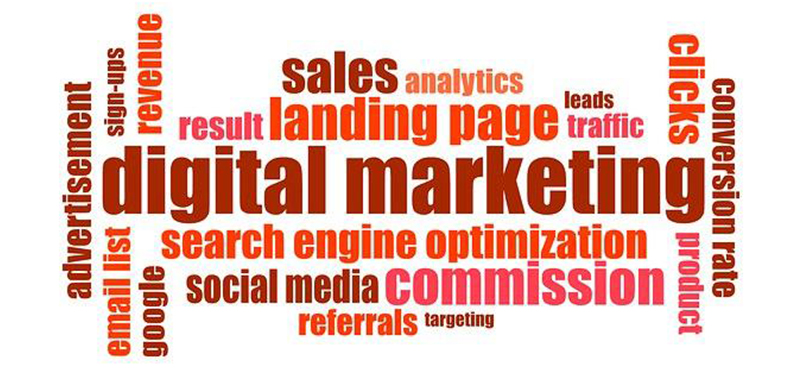 advertisement
sign-ups
revenue
sales
analytics
leads
result
landing page
traffic
clicks
conversion rate
digital marketing
search engine optimization
email list
google
social media
commission
product
referrals
targeting